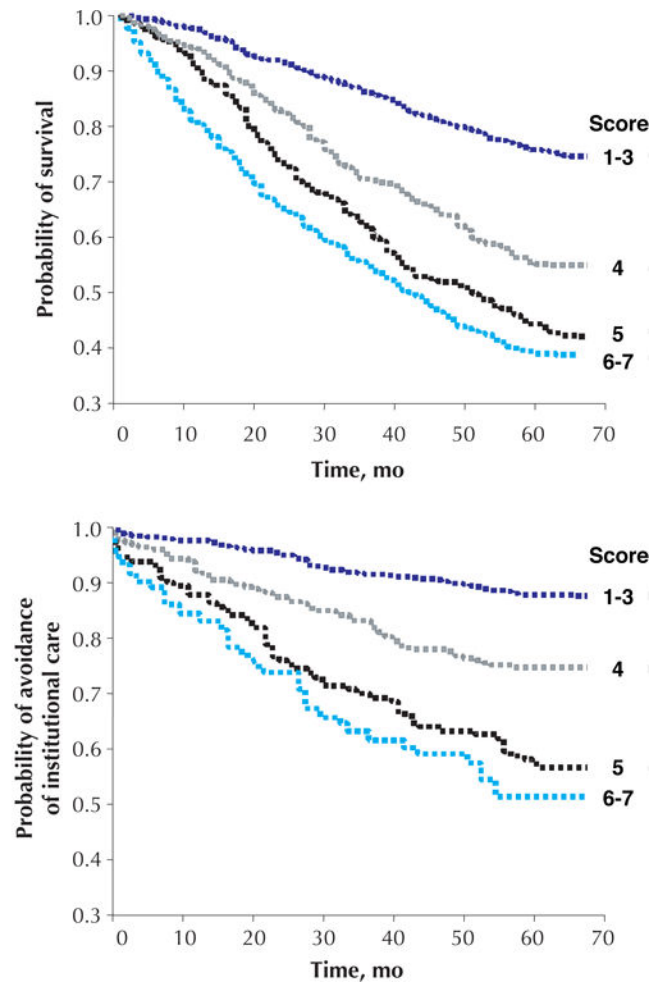 1.0
0.9
0.8
0.7
0.6
0.5
0.4
0.3
Probability of survival
Score
1-3
4
5
6-7
0 10 20 30 40 50 60 70
Time, mo
1.0
0.9
0.8
0.7
0.6
0.5
0.4
0.3
Probability of avoidance
of institutional care
Score
1-3
4
5
6-7
0 10 20 30 40 50 60 70
Time, mo